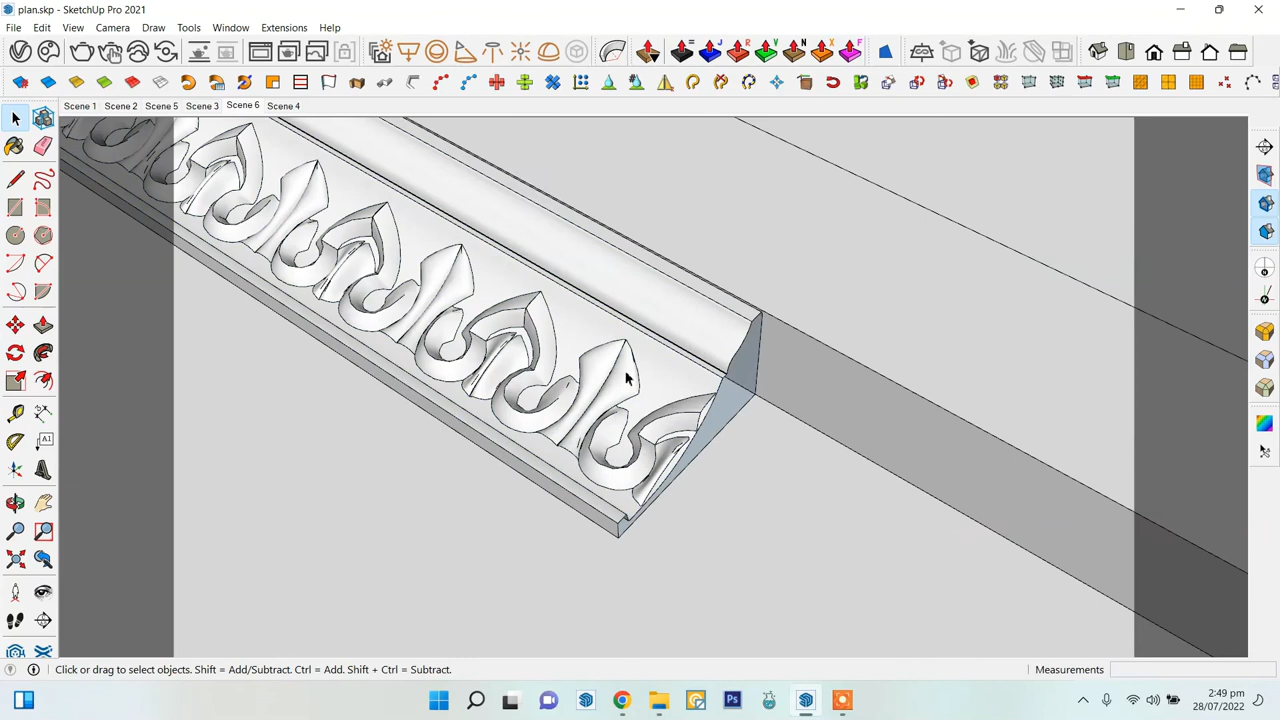 plan.skp - SketchUp Pro 2021
File Edit View Camera Draw Tools Window Extensions Help
Scene 1 Scene 2 Scene 5 Scene 3 Scene 6 Scene 4
Click or drag to select objects. Shift = Add/Subtract. Ctrl = Add. Shift + Ctrl = Subtract.
Measurements
Ps
2:49 pm
28/07/2022